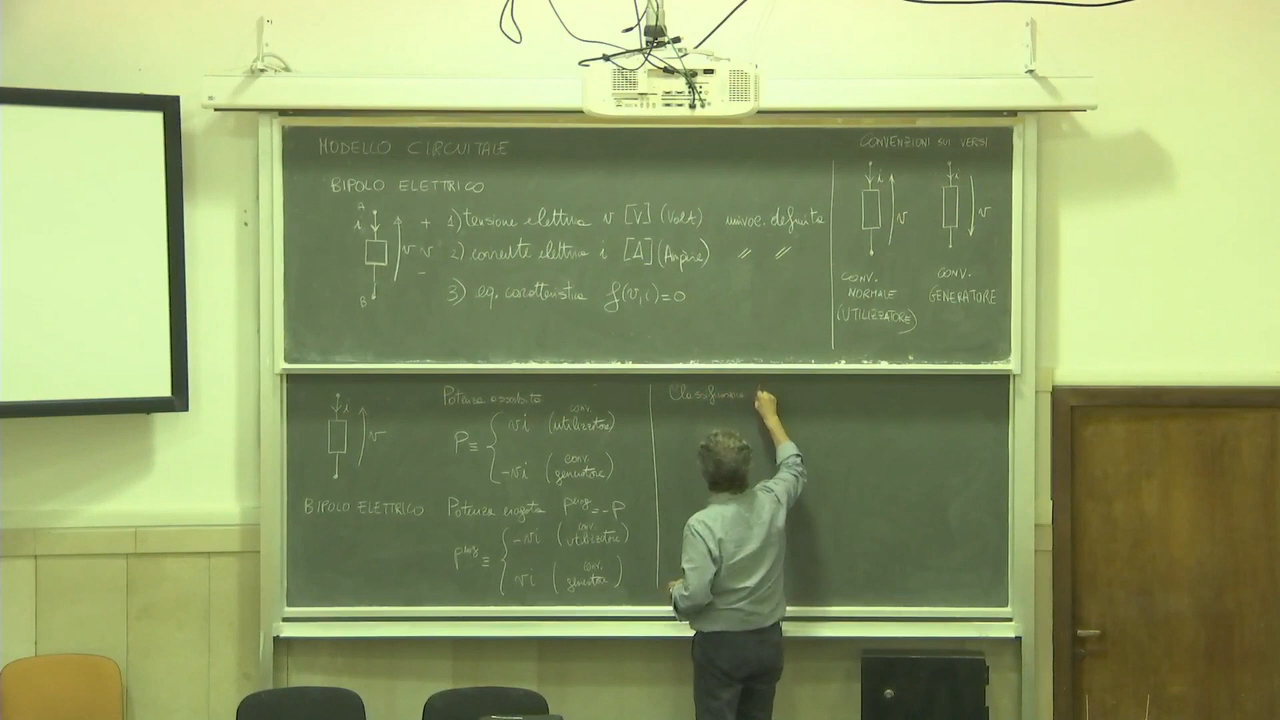 MODELLO CIRCUITALE
BIPOLO ELETTRICO
A
i
+
v
v
-
B
1) tensione elettrica v [V] (Volt) univoc. definita
2) corrente elettrica i [A] (Ampère) " "
3) eq. caratteristica f(v,i)=0
CONVENZIONI SUI VERSI
i
v
i
v
CONV.
NORMALE
(UTILIZZATORE)
CONV.
GENERATORE
i
v
BIPOLO ELETTRICO
Potenza assorbita
P ≡ { vi (conv. utilizzatore)
-vi (conv. generatore)
Potenza erogata P^erog = -P
P^erog ≡ { -vi (conv. utilizzatore)
vi (conv. generatore)